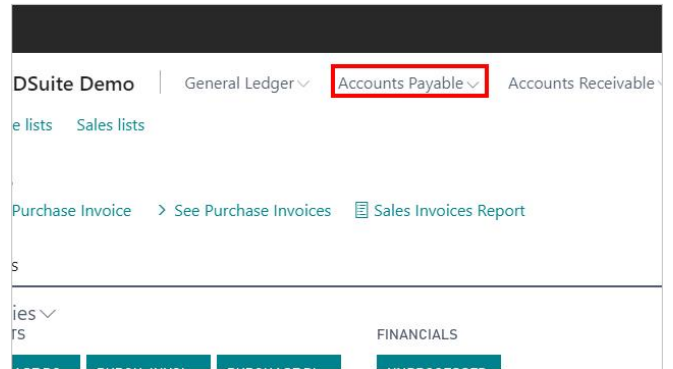 DSuite Demo General Ledger Accounts Payable Accounts Receivable
e lists Sales lists
Purchase Invoice > See Purchase Invoices Sales Invoices Report
s
ies
TS FINANCIALS